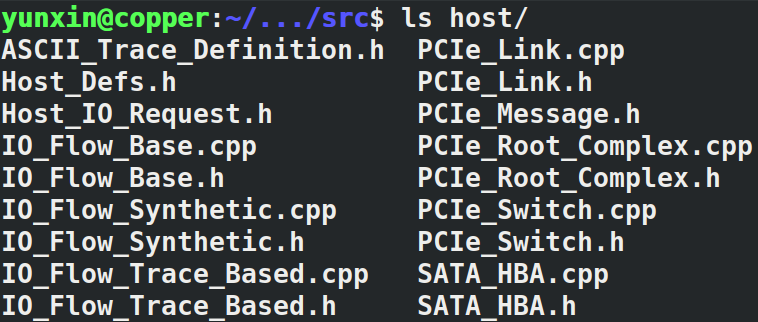 yunxin@copper:~/.../src$ ls host/
ASCII_Trace_Definition.h  PCIe_Link.cpp
Host_Defs.h               PCIe_Link.h
Host_IO_Request.h         PCIe_Message.h
IO_Flow_Base.cpp          PCIe_Root_Complex.cpp
IO_Flow_Base.h            PCIe_Root_Complex.h
IO_Flow_Synthetic.cpp     PCIe_Switch.cpp
IO_Flow_Synthetic.h       PCIe_Switch.h
IO_Flow_Trace_Based.cpp   SATA_HBA.cpp
IO_Flow_Trace_Based.h     SATA_HBA.h